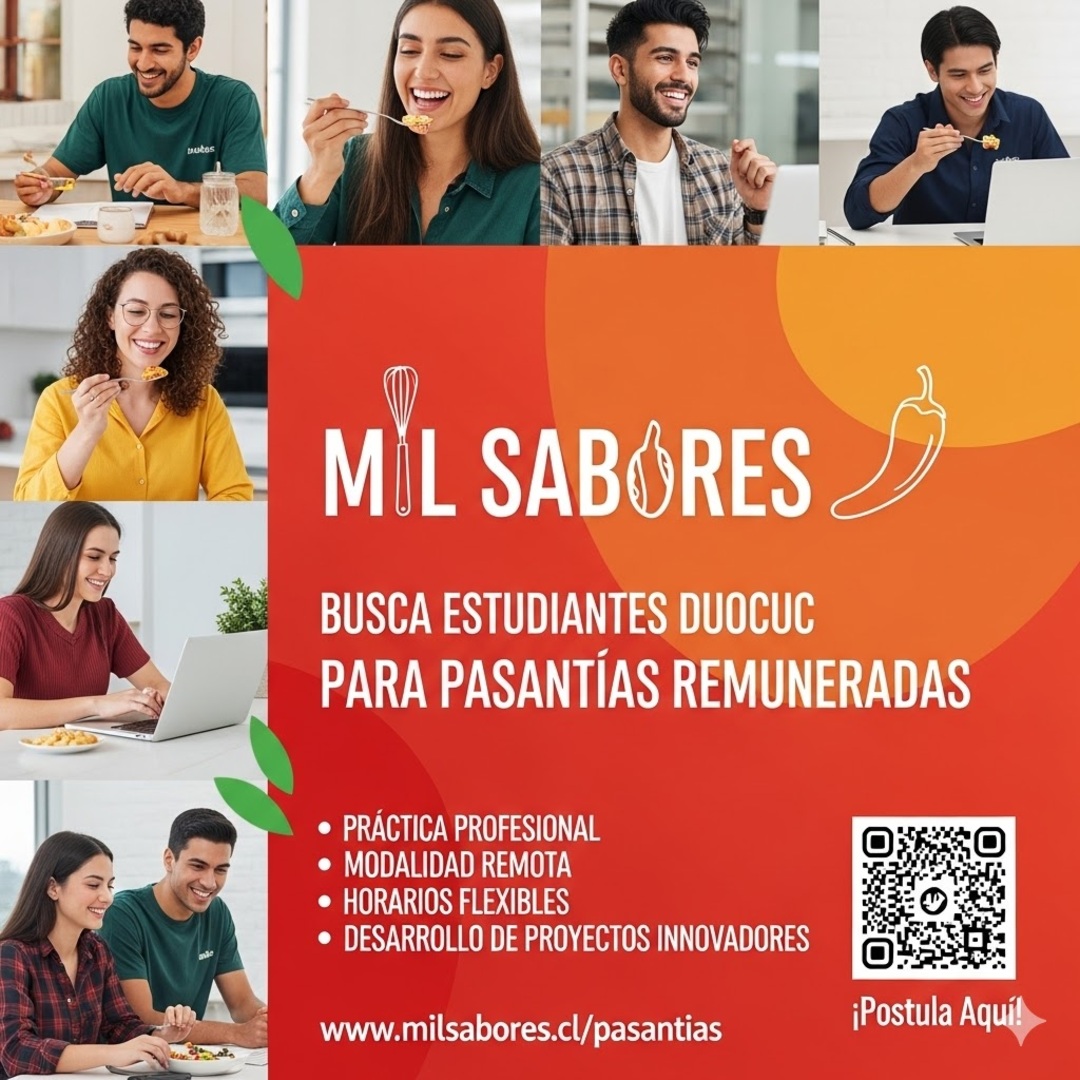 MIL SABORES
BUSCA ESTUDIANTES DUOCUC
PARA PASANTÍAS REMUNERADAS
• PRÁCTICA PROFESIONAL
• MODALIDAD REMOTA
• HORARIOS FLEXIBLES
• DESARROLLO DE PROYECTOS INNOVADORES
¡Postula Aquí!
www.milsabores.cl/pasantias